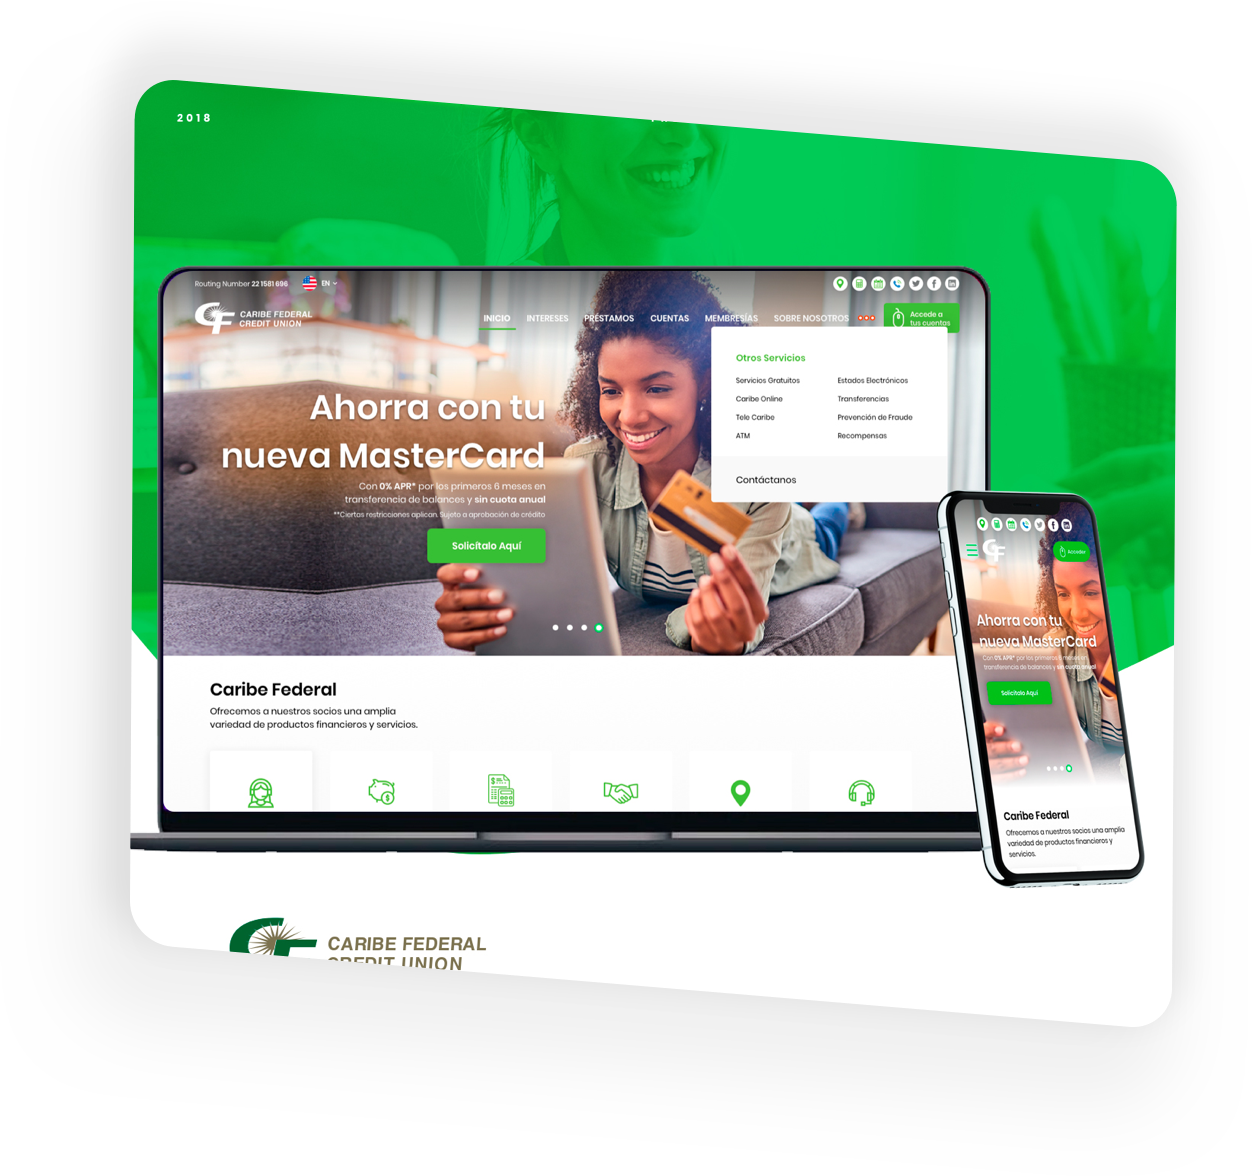 2018
Routing Number 22 1581 696
EN
CARIBE FEDERAL
CREDIT UNION
INICIO INTERESES PRÉSTAMOS CUENTAS MEMBRESÍAS SOBRE NOSOTROS
Accede a
tus cuentas
Otros Servicios
Servicios Gratuitos Estados Electrónicos
Caribe Online Transferencias
Tele Caribe Prevención de Fraude
ATM Recompensas
Contáctanos
Ahorra con tu
nueva MasterCard
Con 0% APR* por los primeros 6 meses en
transferencia de balances y sin cuota anual
**Ciertas restricciones aplican. Sujeto a aprobación de crédito
Solicítalo Aquí
Caribe Federal
Ofrecemos a nuestros socios una amplia
variedad de productos financieros y servicios.
Acceder
Ahorra con tu
nueva MasterCard
Con 0% APR* por los primeros 6 meses en
transferencia de balances y sin cuota anual
Solicítalo Aquí
Caribe Federal
Ofrecemos a nuestros socios una amplia
variedad de productos financieros y
servicios.
CARIBE FEDERAL
CREDIT UNION